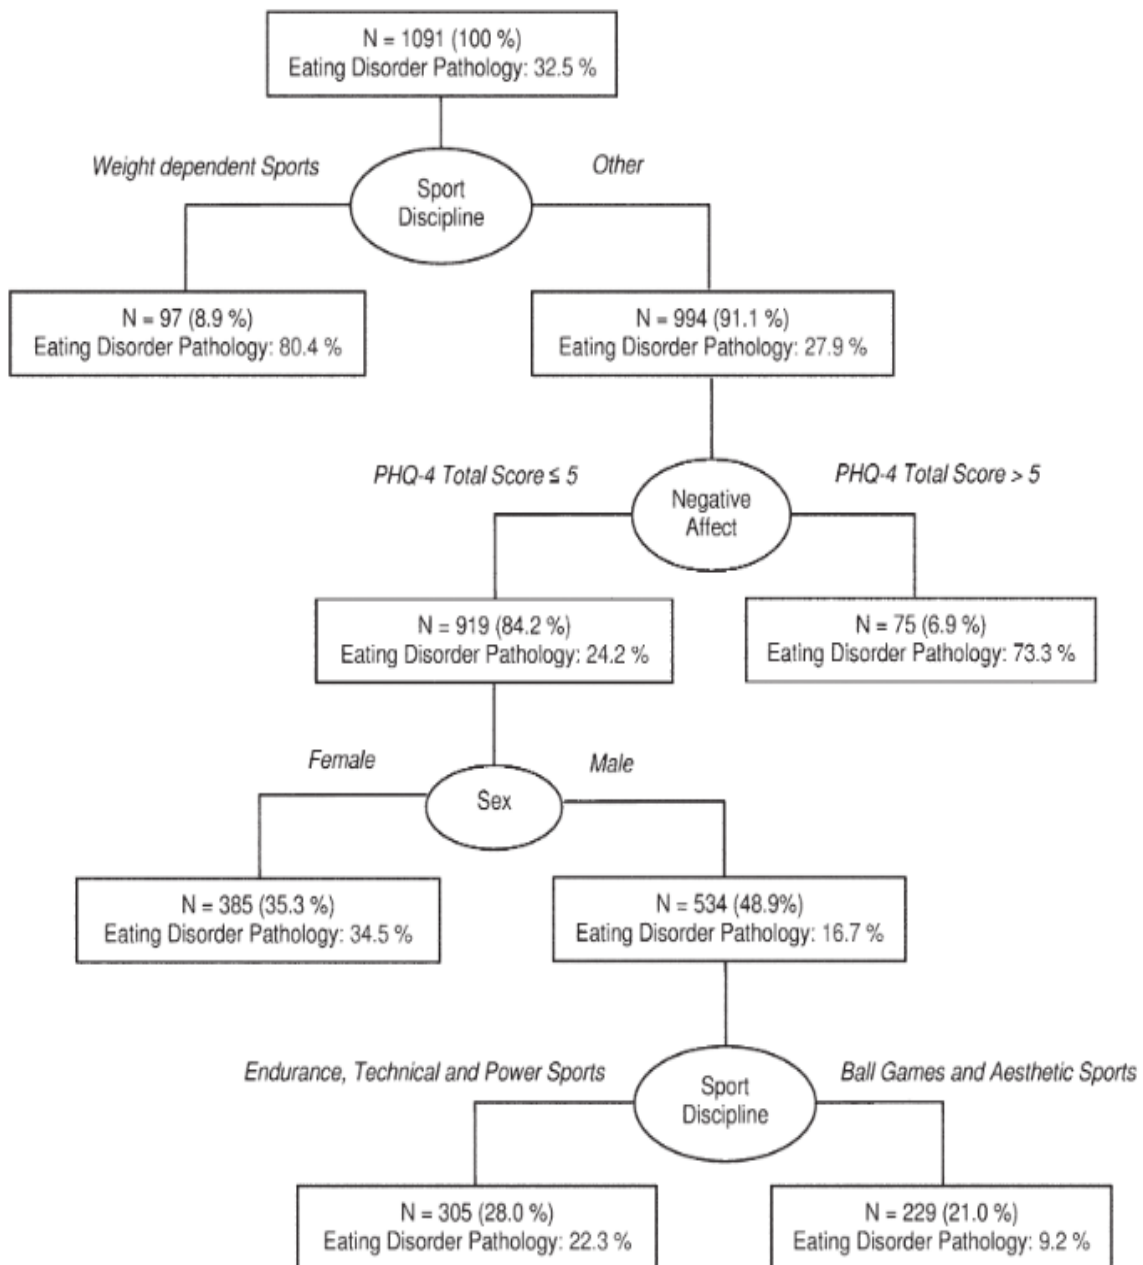 N = 1091 (100 %)
Eating Disorder Pathology: 32.5 %
Weight dependent Sports
Other
Sport
Discipline
N = 97 (8.9 %)
Eating Disorder Pathology: 80.4 %
N = 994 (91.1 %)
Eating Disorder Pathology: 27.9 %
PHQ-4 Total Score ≤ 5
PHQ-4 Total Score > 5
Negative
Affect
N = 919 (84.2 %)
Eating Disorder Pathology: 24.2 %
N = 75 (6.9 %)
Eating Disorder Pathology: 73.3 %
Female
Male
Sex
N = 385 (35.3 %)
Eating Disorder Pathology: 34.5 %
N = 534 (48.9%)
Eating Disorder Pathology: 16.7 %
Endurance, Technical and Power Sports
Ball Games and Aesthetic Sports
Sport
Discipline
N = 305 (28.0 %)
Eating Disorder Pathology: 22.3 %
N = 229 (21.0 %)
Eating Disorder Pathology: 9.2 %